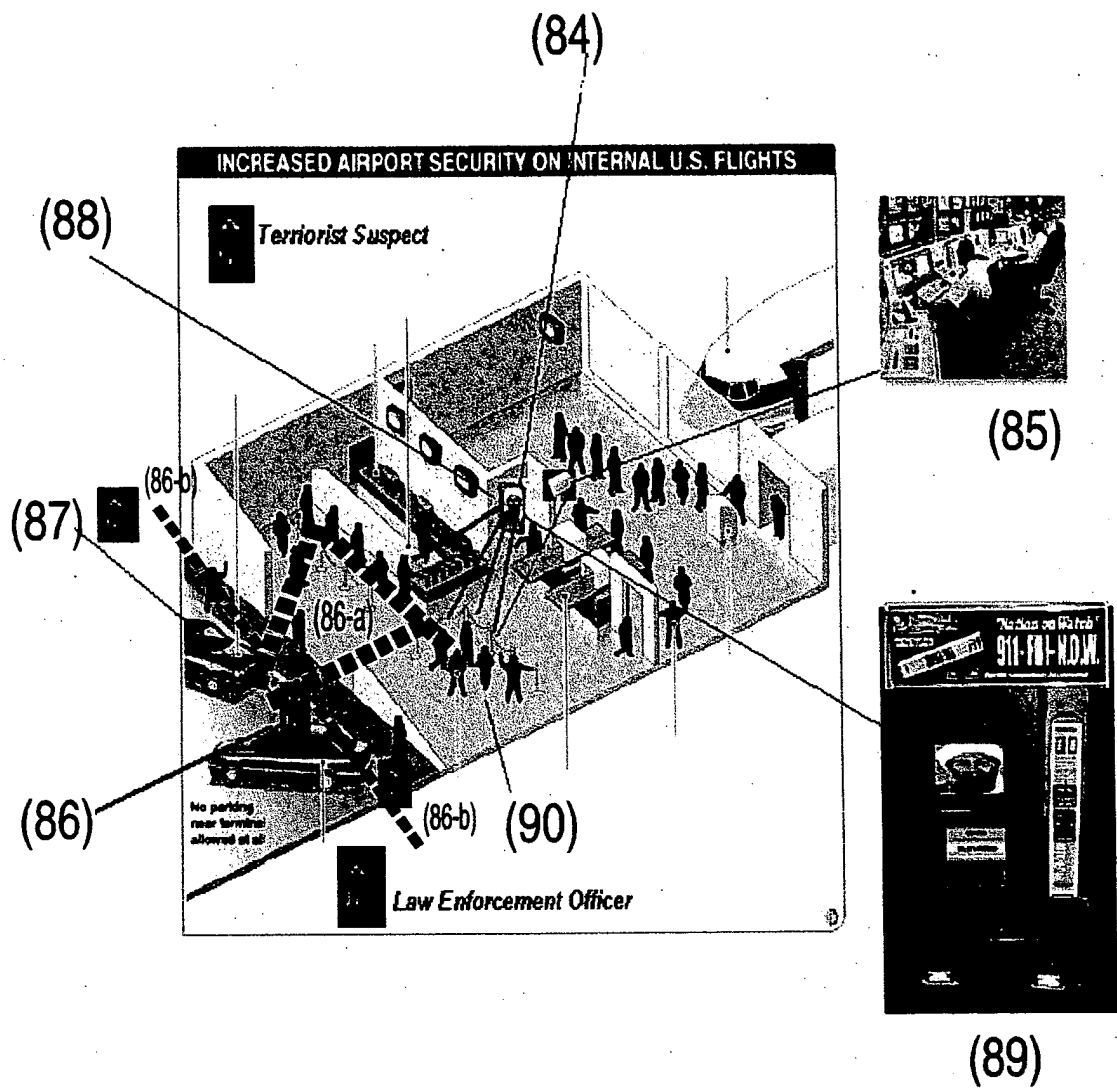 (84)
INCREASED AIRPORT SECURITY ON INTERNAL U.S. FLIGHTS
(88)
Terriorist Suspect
(85)
(86-b)
(87)
(86-a)
(86)
No parking
near terminal
allowed at all
(86-b)
(90)
Law Enforcement Officer
"Nation on Watch"
911-FBI-N.O.W.
(89)